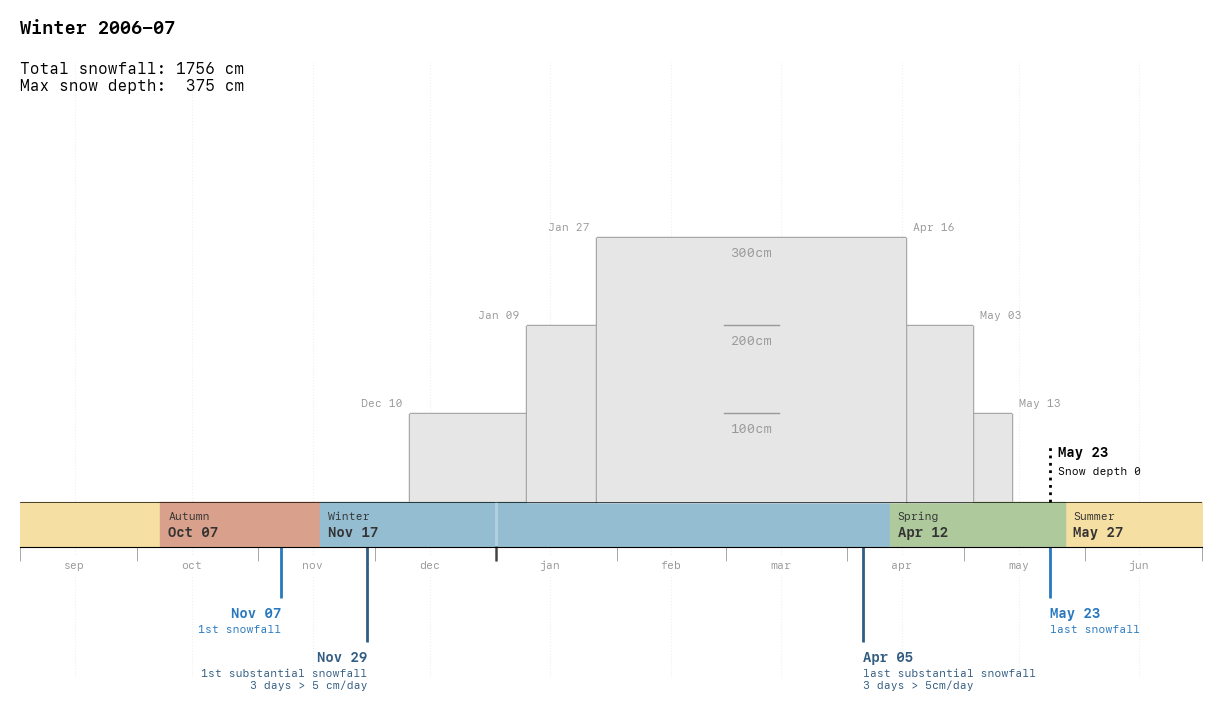 Winter 2006–07
Total snowfall: 1756 cm
Max snow depth:  375 cm
Jan 27
Apr 16
300cm
Jan 09
May 03
200cm
Dec 10
May 13
100cm
May 23
Snow depth 0
Autumn
Oct 07
Winter
Nov 17
Spring
Apr 12
Summer
May 27
sep oct nov dec jan feb mar apr may jun
Nov 07
1st snowfall
May 23
last snowfall
Nov 29
1st substantial snowfall
3 days > 5 cm/day
Apr 05
last substantial snowfall
3 days > 5cm/day